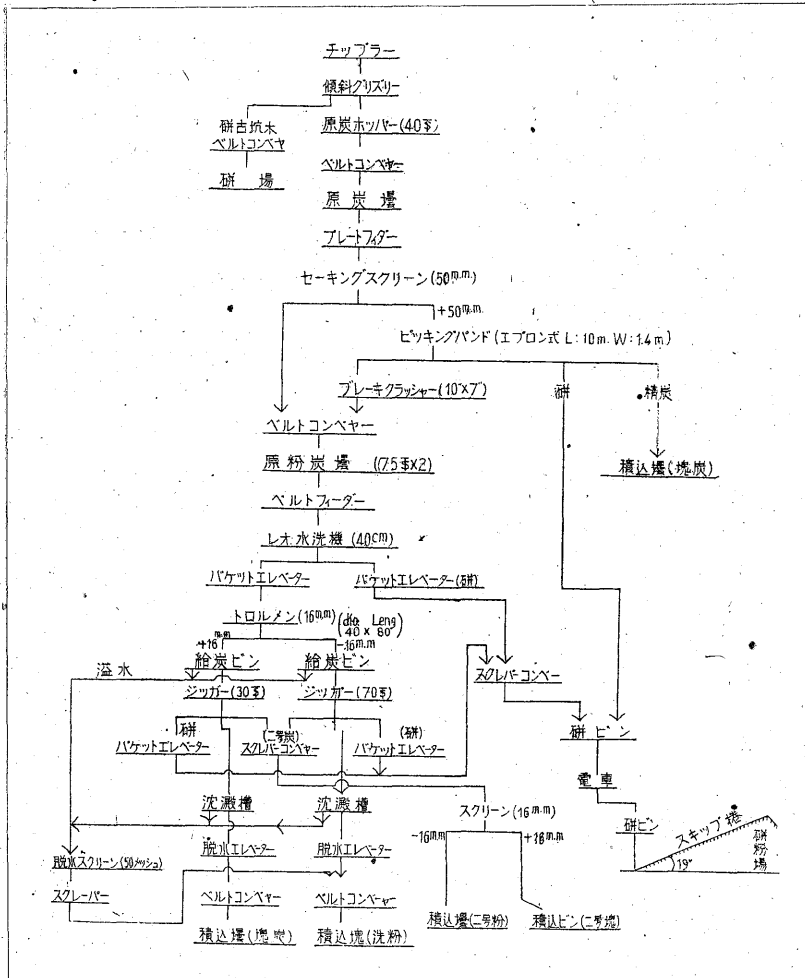 チップラー
傾斜グリズリー
硑古坑木
ベルトコンベヤ
原炭ホッパー(40
硑 場
ベルトコンベヤー
原 炭
プレートフィダー
セーキングスクリーン(50m.m.)
+50m.m.
ピッキングバンド(エプロン式 L:10m. W:1.4m)
ブレーキクラッシャー(10"×7")
硑
精炭
ベルトコンベヤー
積込 (塊炭)
原粉炭
ベルトフィーダー
レオ水洗機 (40cm)
バケットエレベーター
バケットエレベーター(硑)
トロルメン(16m.m)
(dia. Leng
40 × 80")
+16m.m
-16m.m
溢水
給炭ビン
給炭ビン
スクレパーコンベー
ジッガー(30
ジッガー(70
硑ビン
硑
バケットエレベーター
(二号炭)
スクレパーコンベヤー
(硑)
バケットエレベーター
電車
沈澱槽
沈澱槽
スクリーン(16m.m)
硑ビン
スキップ捲
19°
硑粉場
-16m.m
+16m.m
脱水スクリーン(50メッシュ)
脱水エレベーター
脱水エレベーター
スクレーパー
ベルトコンベヤー
ベルトコンベヤー
積込 (塊炭)
積込塊(洗粉)
積込 (二号粉)
積込ビン(二号塊)